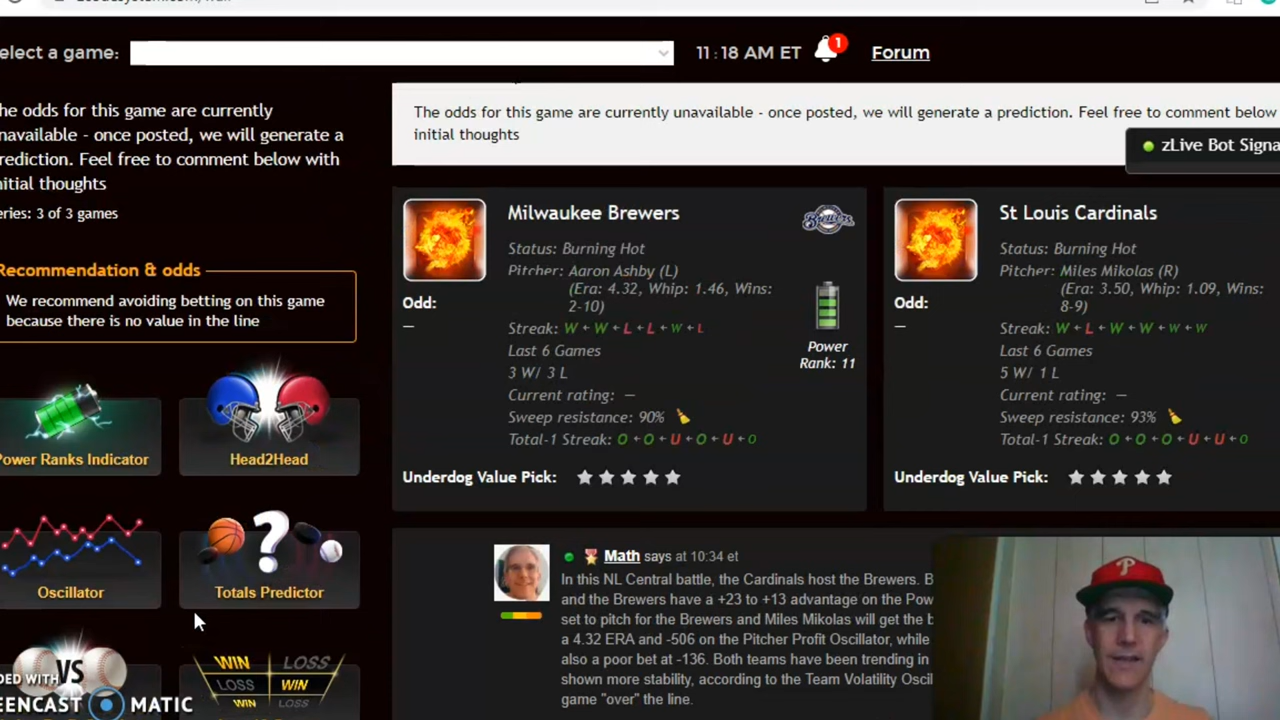 elect a game:
11:18 AM ET
1
Forum
he odds for this game are currently
navailable - once posted, we will generate a
rediction. Feel free to comment below with
nitial thoughts
eries: 3 of 3 games
Recommendation & odds
We recommend avoiding betting on this game
because there is no value in the line
Power Ranks Indicator
Head2Head
Oscillator
Totals Predictor
VS
WIN LOSS
LOSS WIN
WIN LOSS
DED WITH
EENCAST MATIC
The odds for this game are currently unavailable - once posted, we will generate a prediction. Feel free to comment below
initial thoughts
zLive Bot Signa
Milwaukee Brewers
Brewers
Status: Burning Hot
Pitcher: Aaron Ashby (L)
(Era: 4.32, Whip: 1.46, Wins:
2-10)
Odd:
—
Streak: W ← W ← L ← L ← W ← L
Last 6 Games
3 W/ 3 L
Current rating: —
Sweep resistance: 90%
Total-1 Streak: O ← O ← U ← O ← U ← O
Power
Rank: 11
Underdog Value Pick:
St Louis Cardinals
Status: Burning Hot
Pitcher: Miles Mikolas (R)
(Era: 3.50, Whip: 1.09, Wins:
8-9)
Odd:
—
Streak: W ← L ← W ← W ← W ← W
Last 6 Games
5 W/ 1 L
Current rating: —
Sweep resistance: 93%
Total-1 Streak: O ← O ← O ← U ← U ← O
Underdog Value Pick:
Math says at 10:34 et
In this NL Central battle, the Cardinals host the Brewers. B
and the Brewers have a +23 to +13 advantage on the Pow
set to pitch for the Brewers and Miles Mikolas will get the b
a 4.32 ERA and -506 on the Pitcher Profit Oscillator, while
also a poor bet at -136. Both teams have been trending in
shown more stability, according to the Team Volatility Oscil
game "over" the line.
P